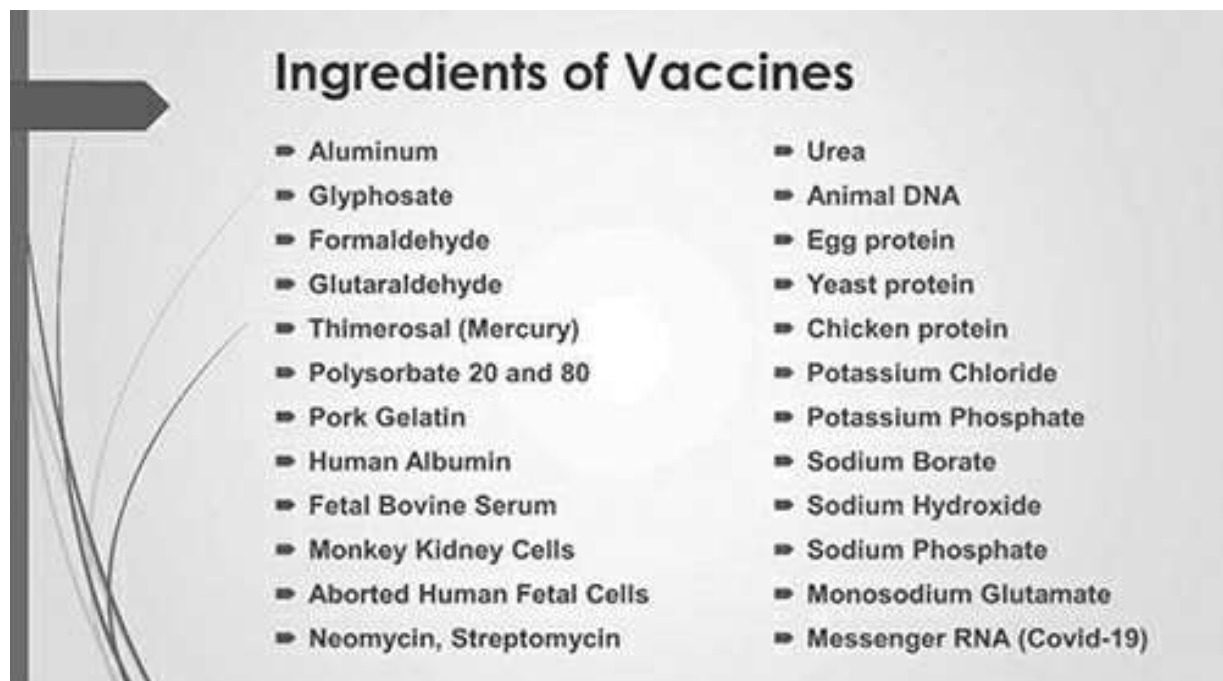 Ingredients of Vaccines
Aluminum
Glyphosate
Formaldehyde
Glutaraldehyde
Thimerosal (Mercury)
Polysorbate 20 and 80
Pork Gelatin
Human Albumin
Fetal Bovine Serum
Monkey Kidney Cells
Aborted Human Fetal Cells
Neomycin, Streptomycin
Urea
Animal DNA
Egg protein
Yeast protein
Chicken protein
Potassium Chloride
Potassium Phosphate
Sodium Borate
Sodium Hydroxide
Sodium Phosphate
Monosodium Glutamate
Messenger RNA (Covid-19)